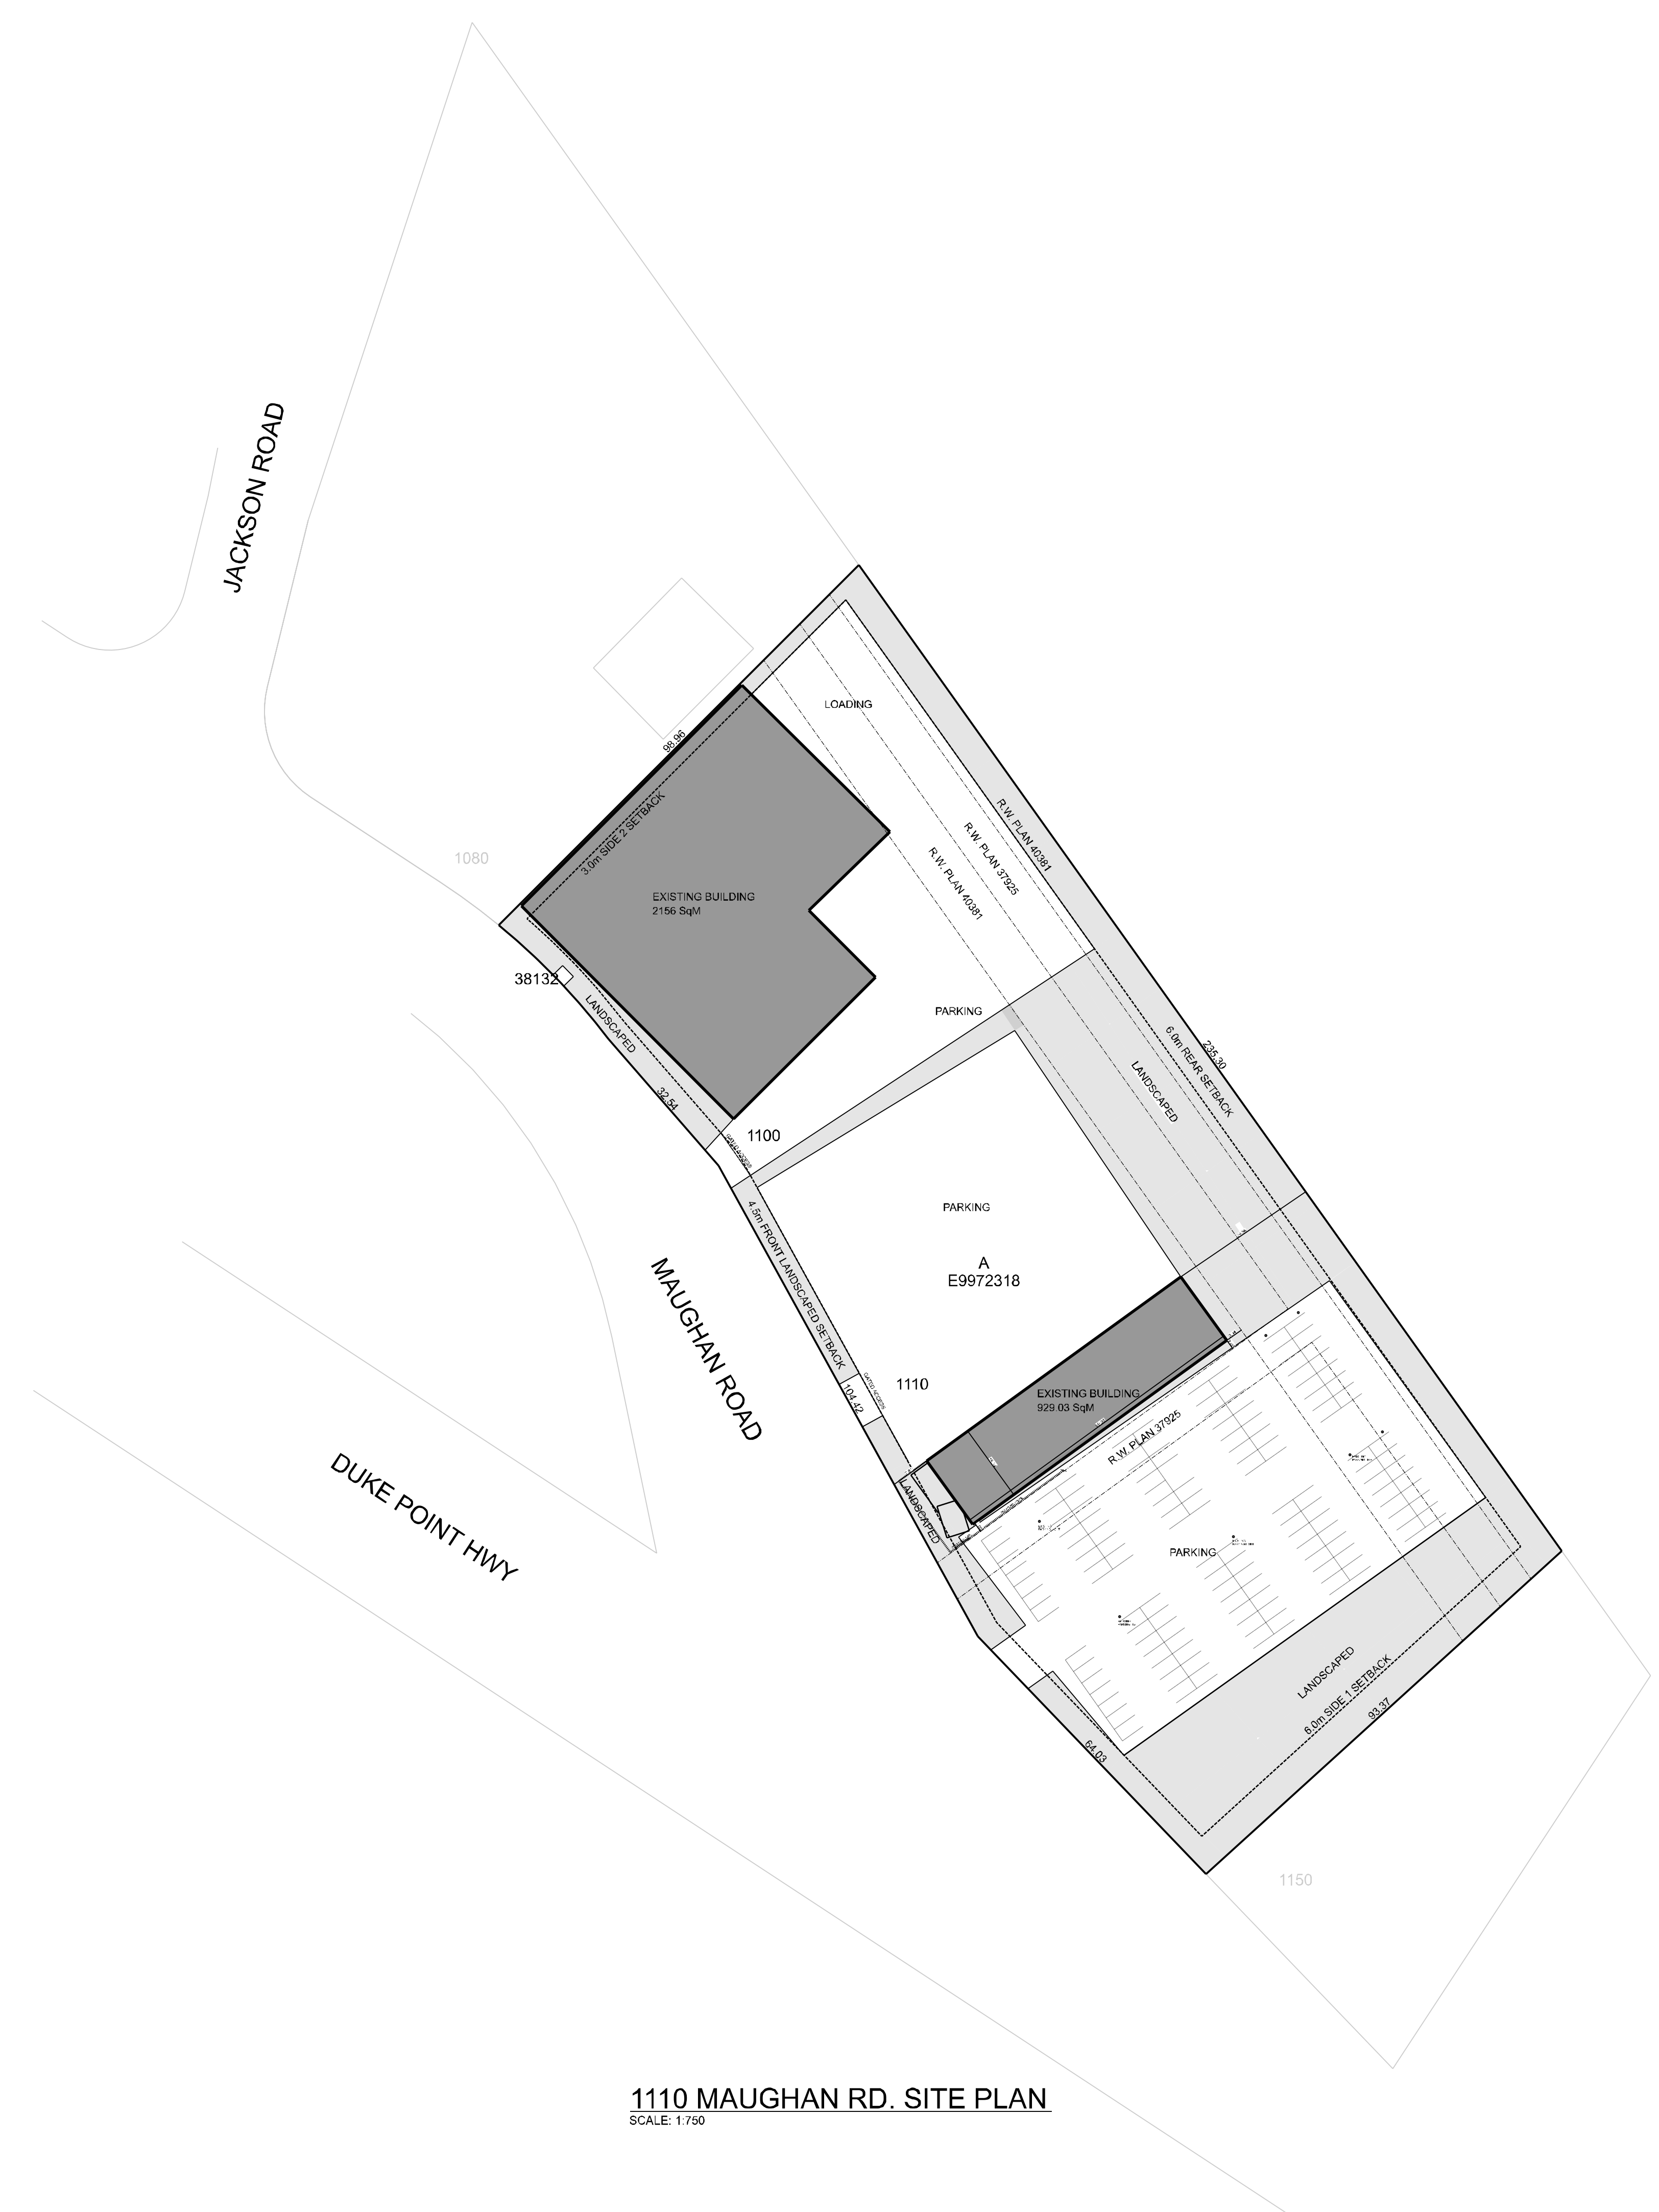 JACKSON ROAD
LOADING
98.96
3.0m SIDE 2 SETBACK
R.W. PLAN 40381
R.W. PLAN 37925
R.W. PLAN 40381
1080
EXISTING BUILDING
2156 SqM
38132
LANDSCAPED
PARKING
32.54
235.30
6.0m REAR SETBACK
LANDSCAPED
1100
GATED ACCESS
4.5m FRONT LANDSCAPED SETBACK
PARKING
A
E9972318
MAUGHAN ROAD
104.42
GATED ACCESS
1110
EXISTING BUILDING
929.03 SqM
R.W. PLAN 37925
LANDSCAPED
DUKE POINT HWY
PARKING
LANDSCAPED
6.0m SIDE 1 SETBACK
93.37
64.03
1150
1110 MAUGHAN RD. SITE PLAN
SCALE: 1:750